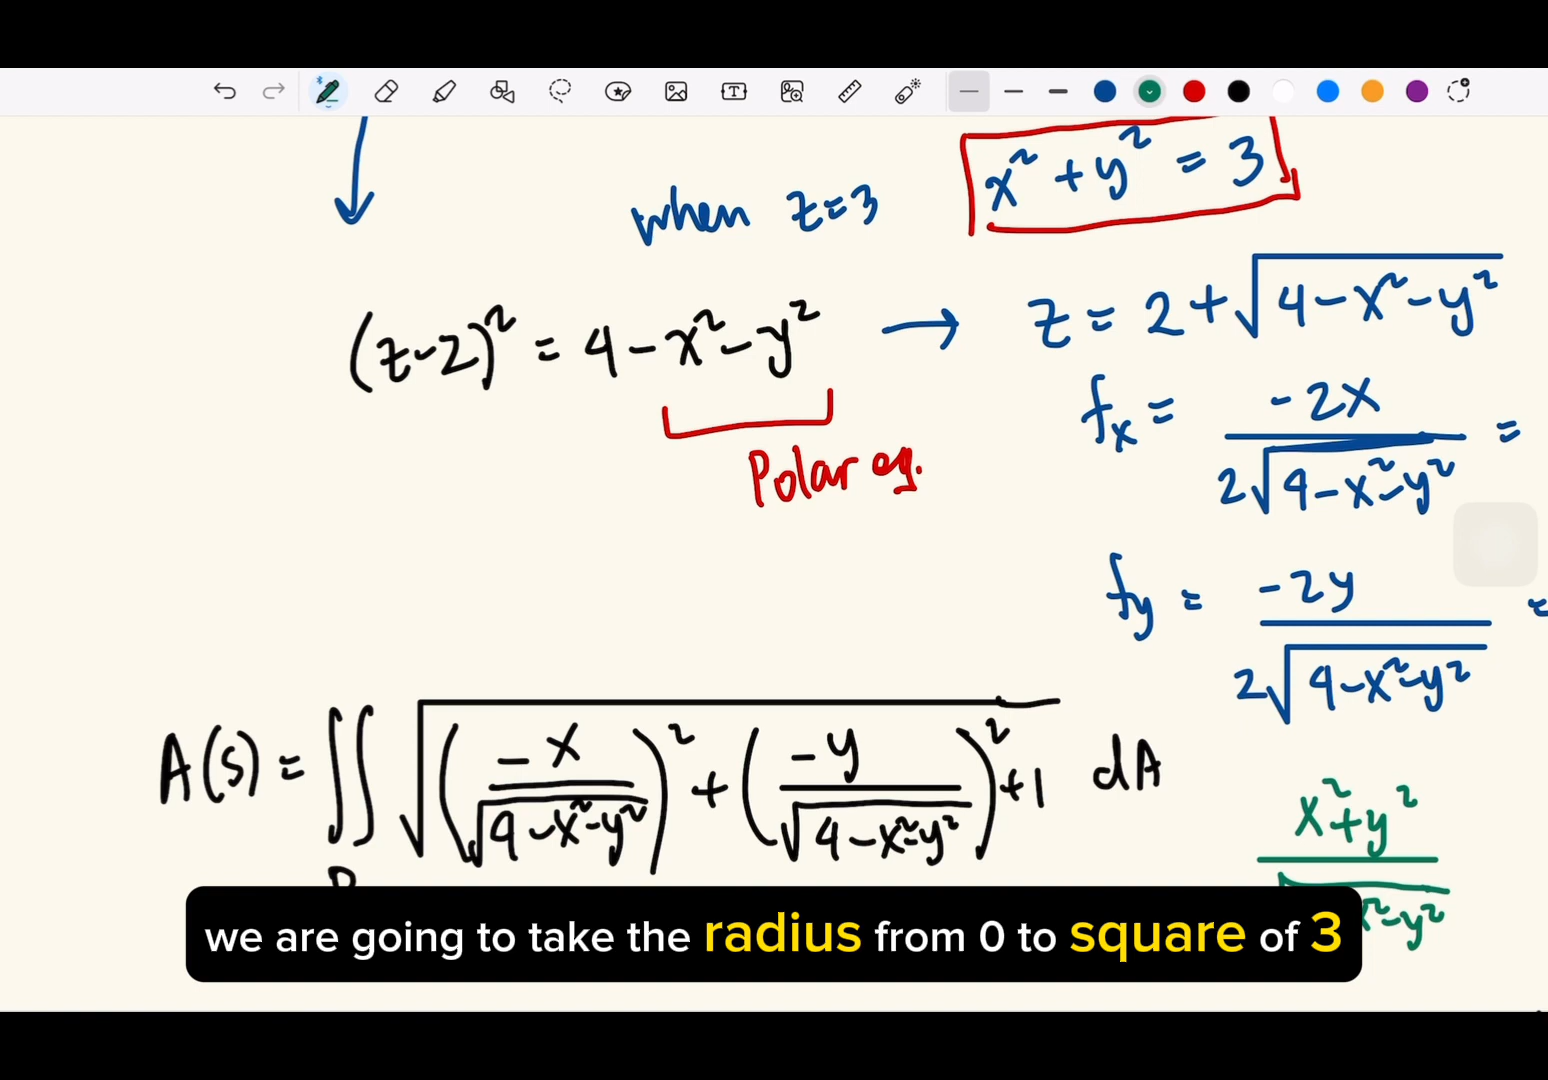 x² + y² = 3
when z=3
(z-2)² = 4-x²-y² → z = 2+√4-x²-y²
fx = -2x / 2√4-x²-y² =
Polar eq.
fy = -2y / 2√4-x²-y² =
A(S) = ∬ √(-x / √4-x²-y²)² + (-y / √4-x²-y²)² +1 dA
D
x²+y²
x²-y²
we are going to take the radius from 0 to square of 3